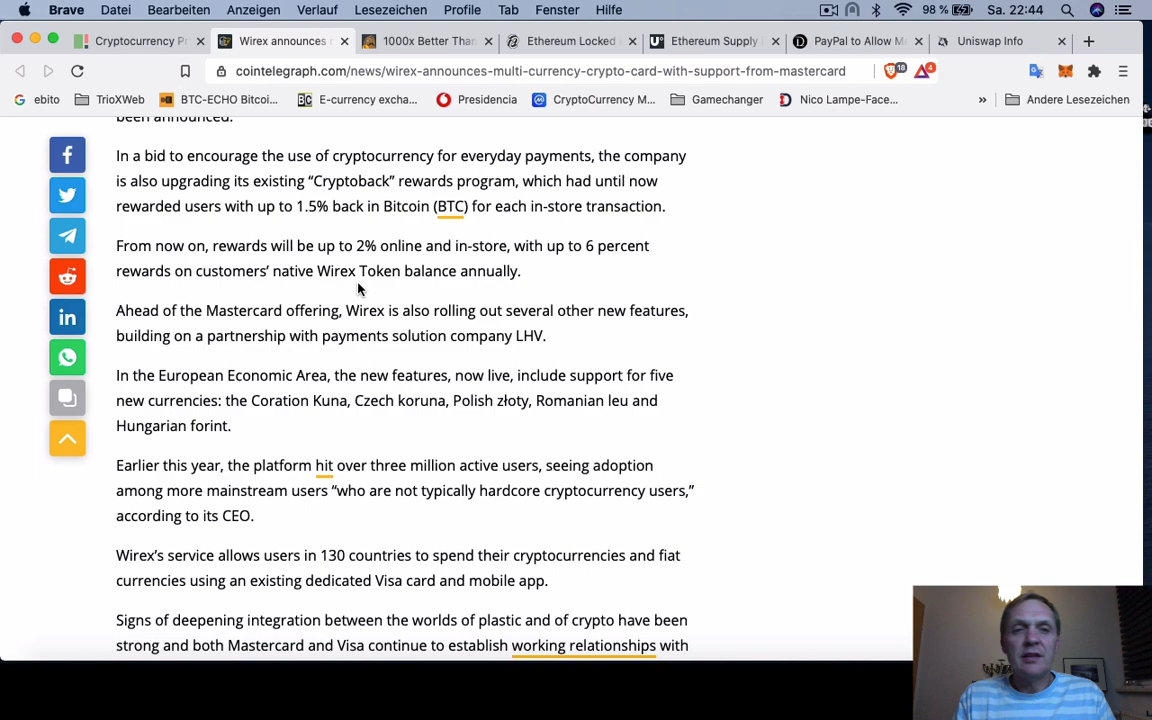 Brave Datei Bearbeiten Anzeigen Verlauf Lesezeichen Profile Tab Fenster Hilfe 98 % Sa. 22:44
Cryptocurrency Pr Wirex announces 1000x Better Than Ethereum Locked Ethereum Supply PayPal to Allow Me Uniswap Info
cointelegraph.com/news/wirex-announces-multi-currency-crypto-card-with-support-from-mastercard 18 4
ebito TrioXWeb BTC-ECHO Bitcoi... E-currency excha... Presidencia CryptoCurrency M... Gamechanger Nico Lampe-Face... » Andere Lesezeichen
been announced.
In a bid to encourage the use of cryptocurrency for everyday payments, the company
is also upgrading its existing “Cryptoback” rewards program, which had until now
rewarded users with up to 1.5% back in Bitcoin (BTC) for each in-store transaction.
From now on, rewards will be up to 2% online and in-store, with up to 6 percent
rewards on customers’ native Wirex Token balance annually.
Ahead of the Mastercard offering, Wirex is also rolling out several other new features,
building on a partnership with payments solution company LHV.
In the European Economic Area, the new features, now live, include support for five
new currencies: the Coration Kuna, Czech koruna, Polish złoty, Romanian leu and
Hungarian forint.
Earlier this year, the platform hit over three million active users, seeing adoption
among more mainstream users “who are not typically hardcore cryptocurrency users,”
according to its CEO.
Wirex’s service allows users in 130 countries to spend their cryptocurrencies and fiat
currencies using an existing dedicated Visa card and mobile app.
Signs of deepening integration between the worlds of plastic and of crypto have been
strong and both Mastercard and Visa continue to establish working relationships with